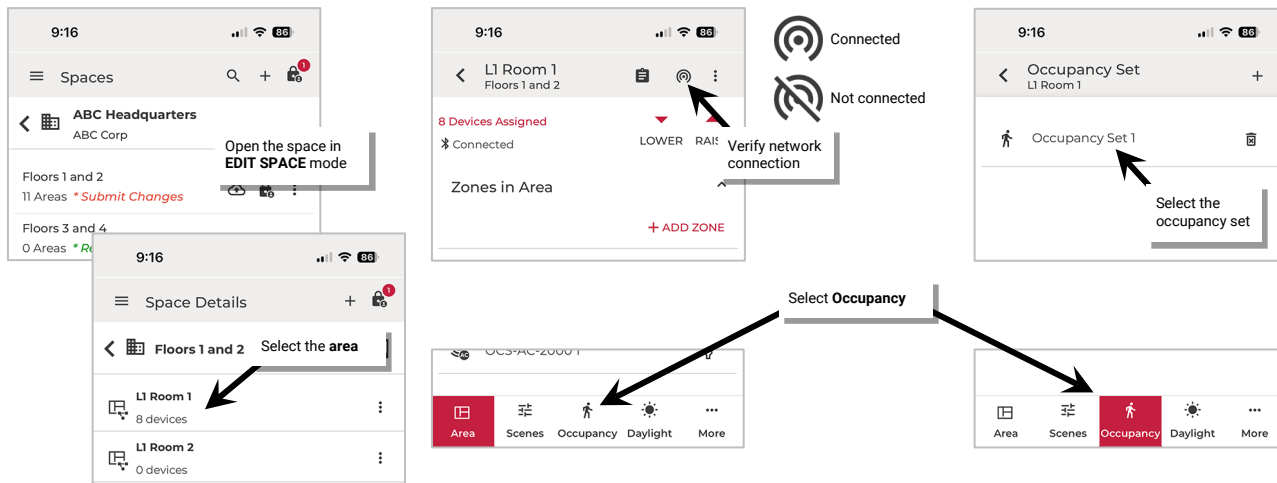 9:16
86
Spaces
1
ABC Headquarters
ABC Corp
Open the space in
EDIT SPACE mode
Floors 1 and 2
11 Areas * Submit Changes
Floors 3 and 4
0 Areas
9:16
86
Space Details
1
Floors 1 and 2
Select the area
L1 Room 1
8 devices
L1 Room 2
0 devices
9:16
86
L1 Room 1
Floors 1 and 2
8 Devices Assigned
Connected
LOWER
Verify network
connection
Zones in Area
+ ADD ZONE
Connected
Not connected
9:16
86
Occupancy Set
L1 Room 1
Occupancy Set 1
Select the
occupancy set
Select Occupancy
Area
Scenes
Occupancy
Daylight
More
Area
Scenes
Occupancy
Daylight
More